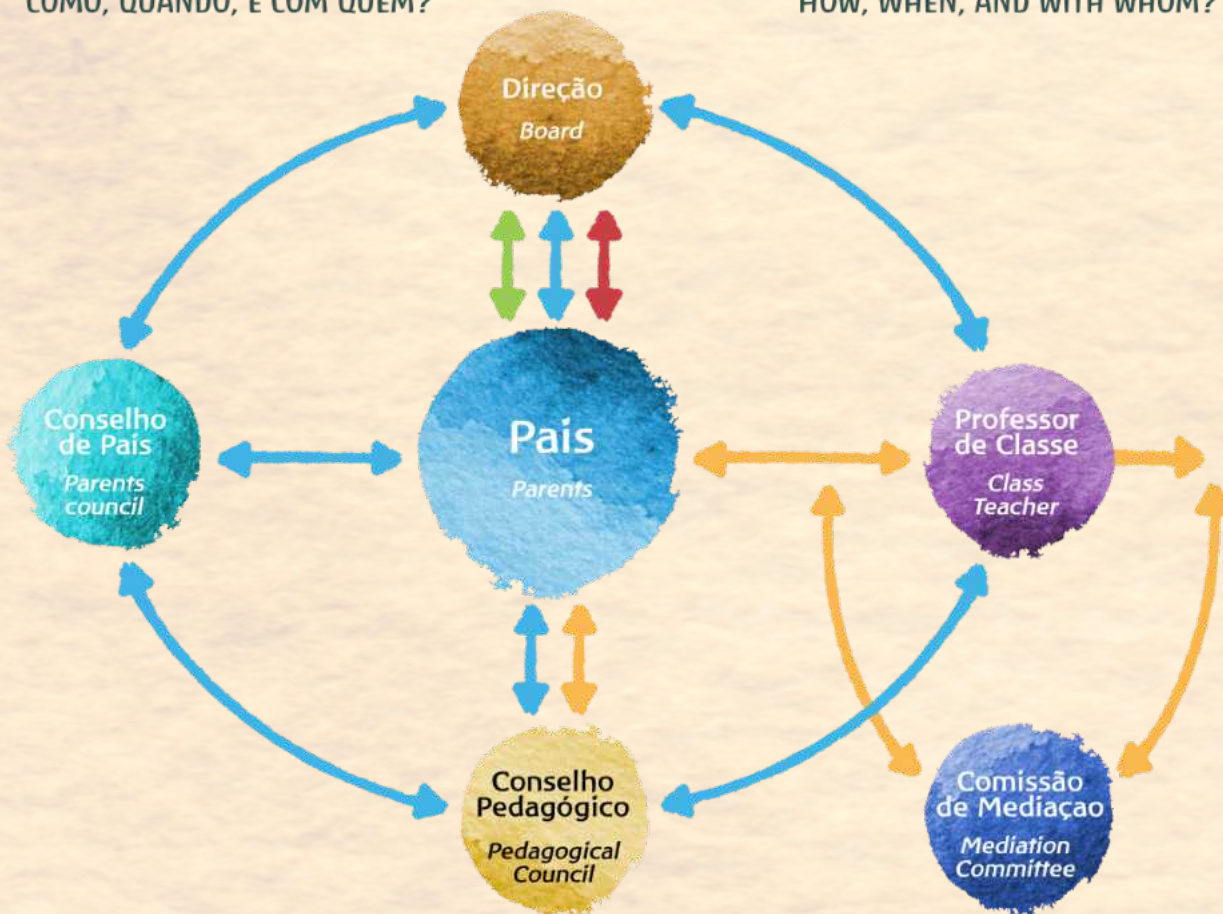 COMO, QUANDO, E COM QUEM?
HOW, WHEN, AND WITH WHOM?
Direção
Board
Conselho
de Pais
Parents
council
Pais
Parents
Professor
de Classe
Class
Teacher
Conselho
Pedagógico
Pedagogical
Council
Comissão
de Mediaçao
Mediation
Committee